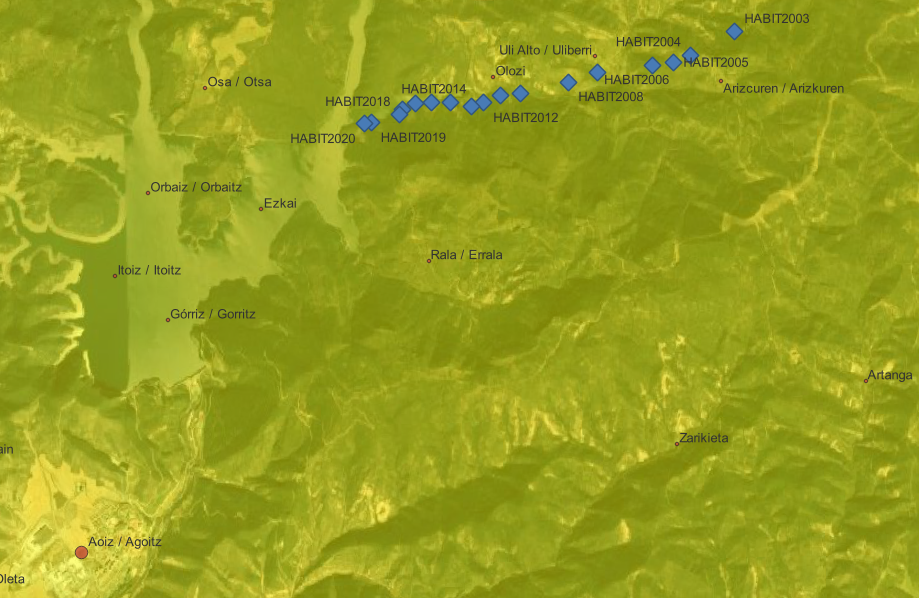 HABIT2003
HABIT2004
Uli Alto / Uliberri
HABIT2005
Olozi
HABIT2006
Osa / Otsa
Arizcuren / Arizkuren
HABIT2014
HABIT2008
HABIT2018
HABIT2012
HABIT2020
HABIT2019
Orbaiz / Orbaitz
Ezkai
Rala / Errala
Itoiz / Itoitz
Górriz / Gorritz
Artanga
Zarikieta
ain
Aoiz / Agoitz
Oleta